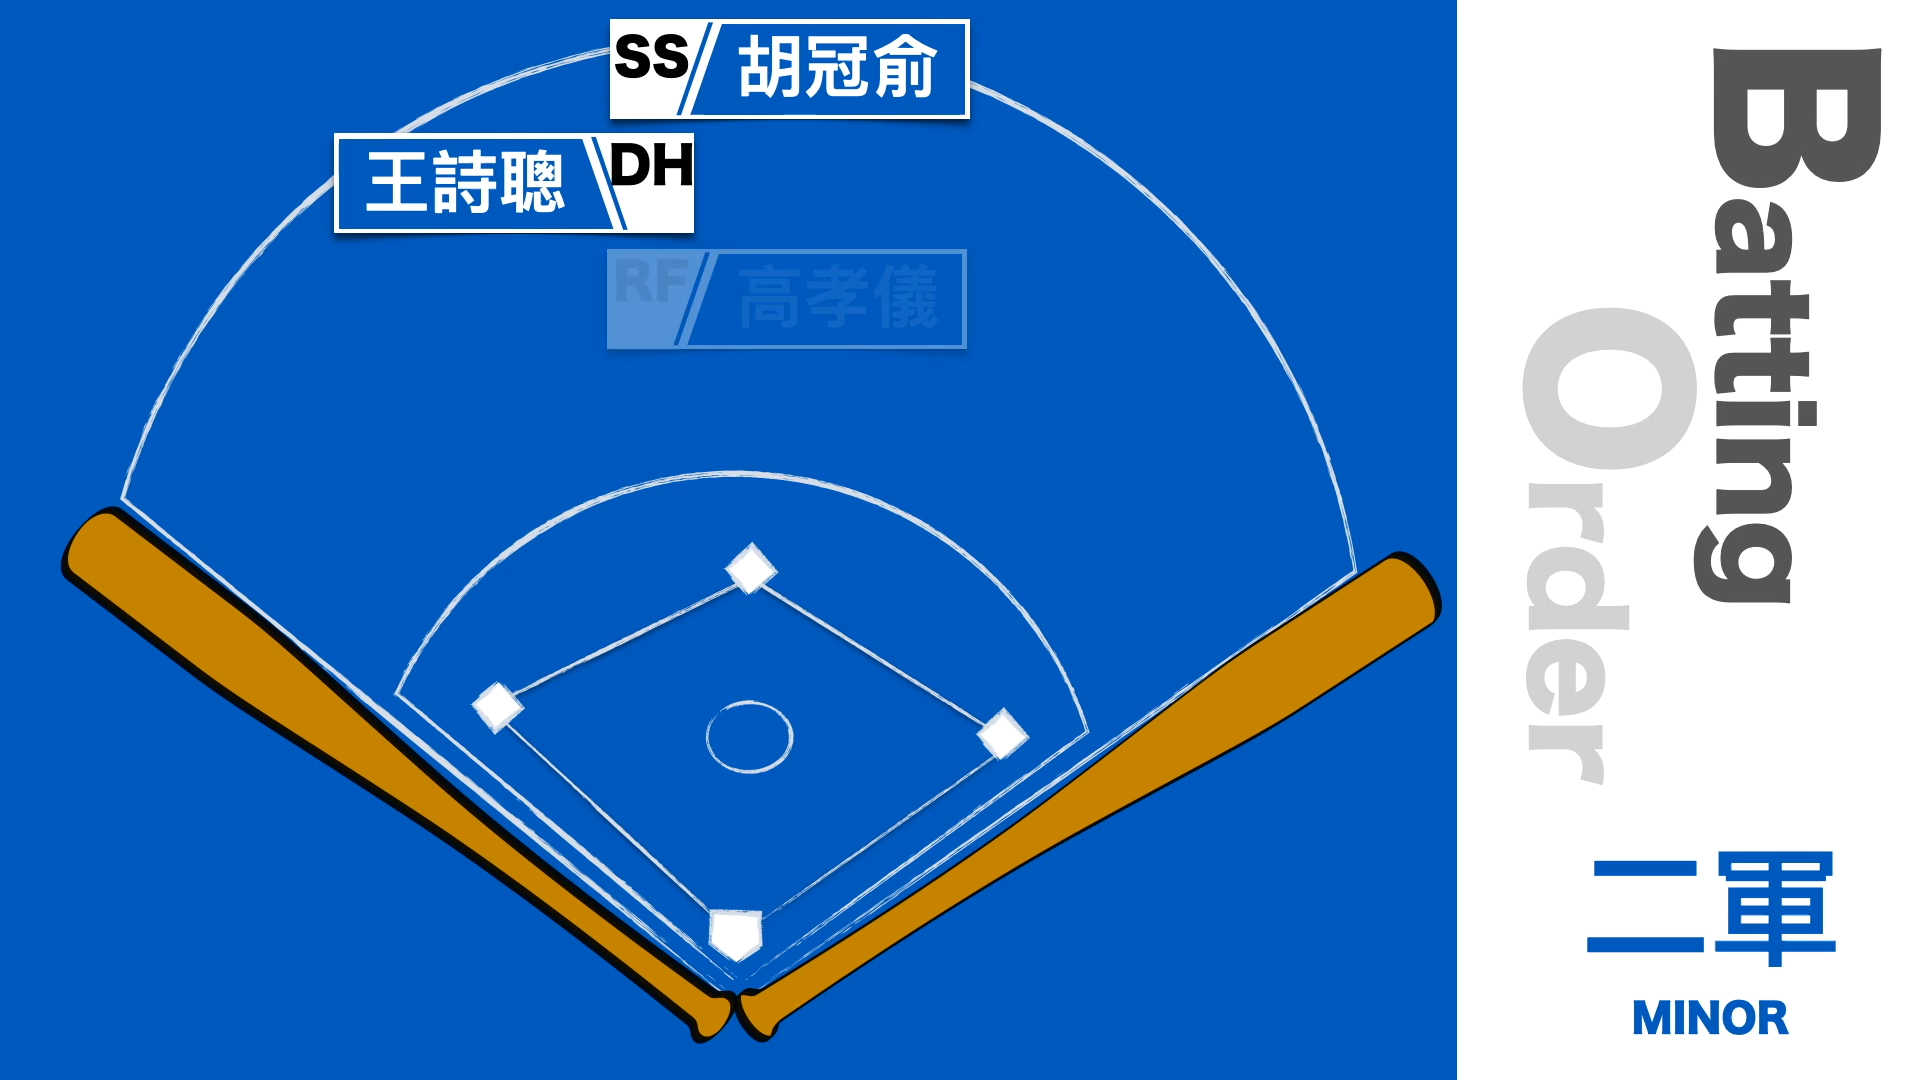 SS 胡冠俞
王詩聰 DH
RF 高孝儀
Batting
Order
二軍
MINOR